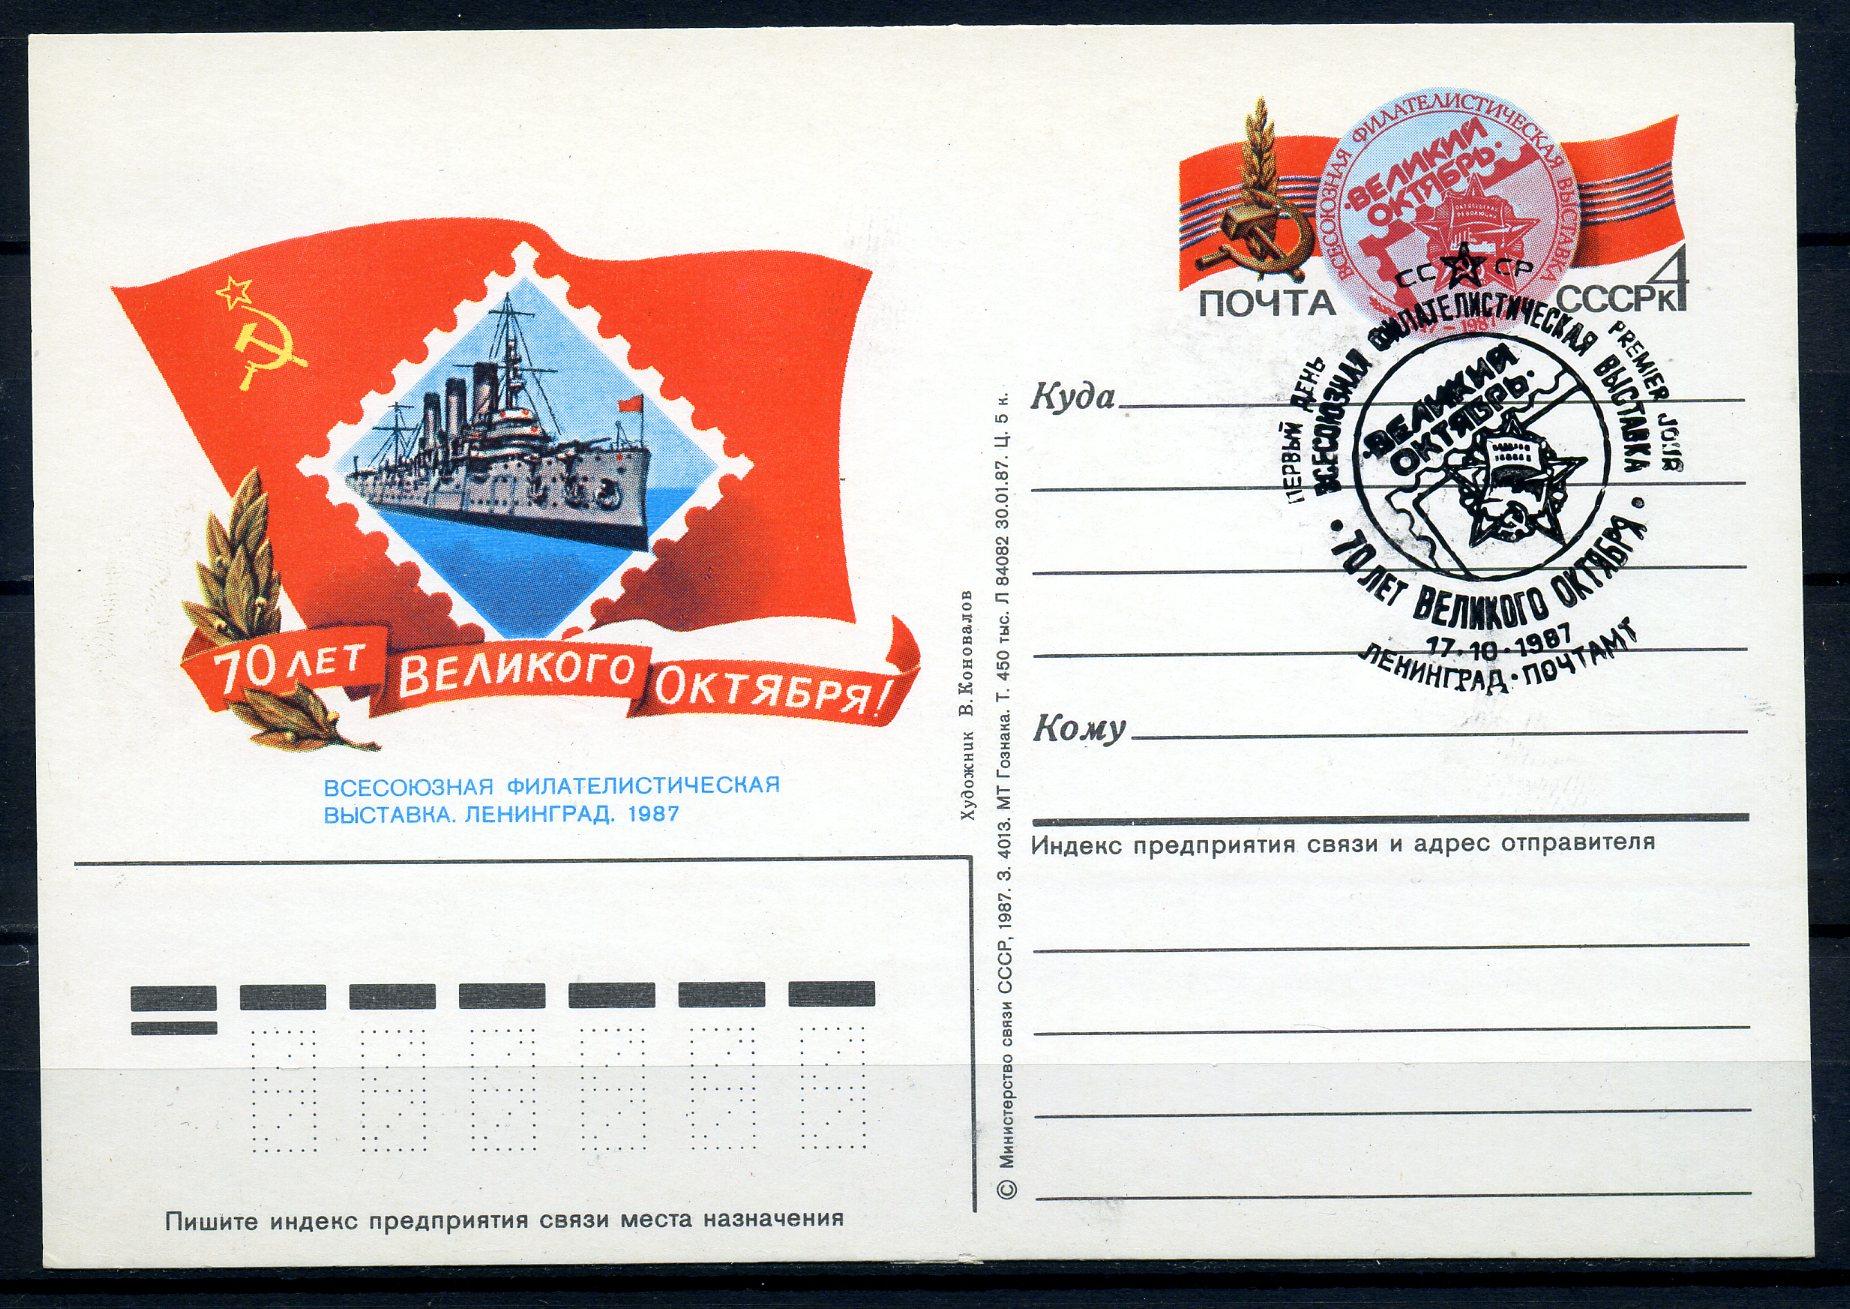 70 ЛЕТ ВЕЛИКОГО ОКТЯБРЯ!
ВСЕСОЮЗНАЯ ФИЛАТЕЛИСТИЧЕСКАЯ
ВЫСТАВКА. ЛЕНИНГРАД. 1987
Пишите индекс предприятия связи места назначения
Художник В. Коновалов
© Министерство связи СССР, 1987. З. 4013. МТ Гознака. Т. 450 тыс. Л 84082 30.01.87. Ц. 5 к.
ВСЕСОЮЗНАЯ ФИЛАТЕЛИСТИЧЕСКАЯ ВЫСТАВКА
·ВЕЛИКИЙ
ОКТЯБРЬ·
ОКТЯБРЬСКАЯ
РЕВОЛЮЦИЯ
1987
ПОЧТА
СССР
4
к
СССР
ПЕРВЫЙ ДЕНЬ
PREMIER JOUR
ВСЕСОЮЗНАЯ ФИЛАТЕЛИСТИЧЕСКАЯ ВЫСТАВКА
·ВЕЛИКИЙ
ОКТЯБРЬ·
• 70 ЛЕТ ВЕЛИКОГО ОКТЯБРЯ •
17·10·1987
ЛЕНИНГРАД·ПОЧТАМТ
Куда
Кому
Индекс предприятия связи и адрес отправителя